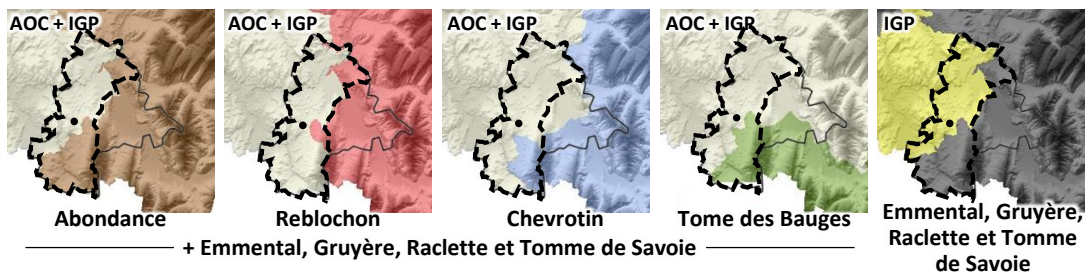 AOC + IGP
AOC + IGP
AOC + IGP
AOC + IGP
IGP
Abondance
Reblochon
Chevrotin
Tome des Bauges
Emmental, Gruyère,
Raclette et Tomme
de Savoie
+ Emmental, Gruyère, Raclette et Tomme de Savoie